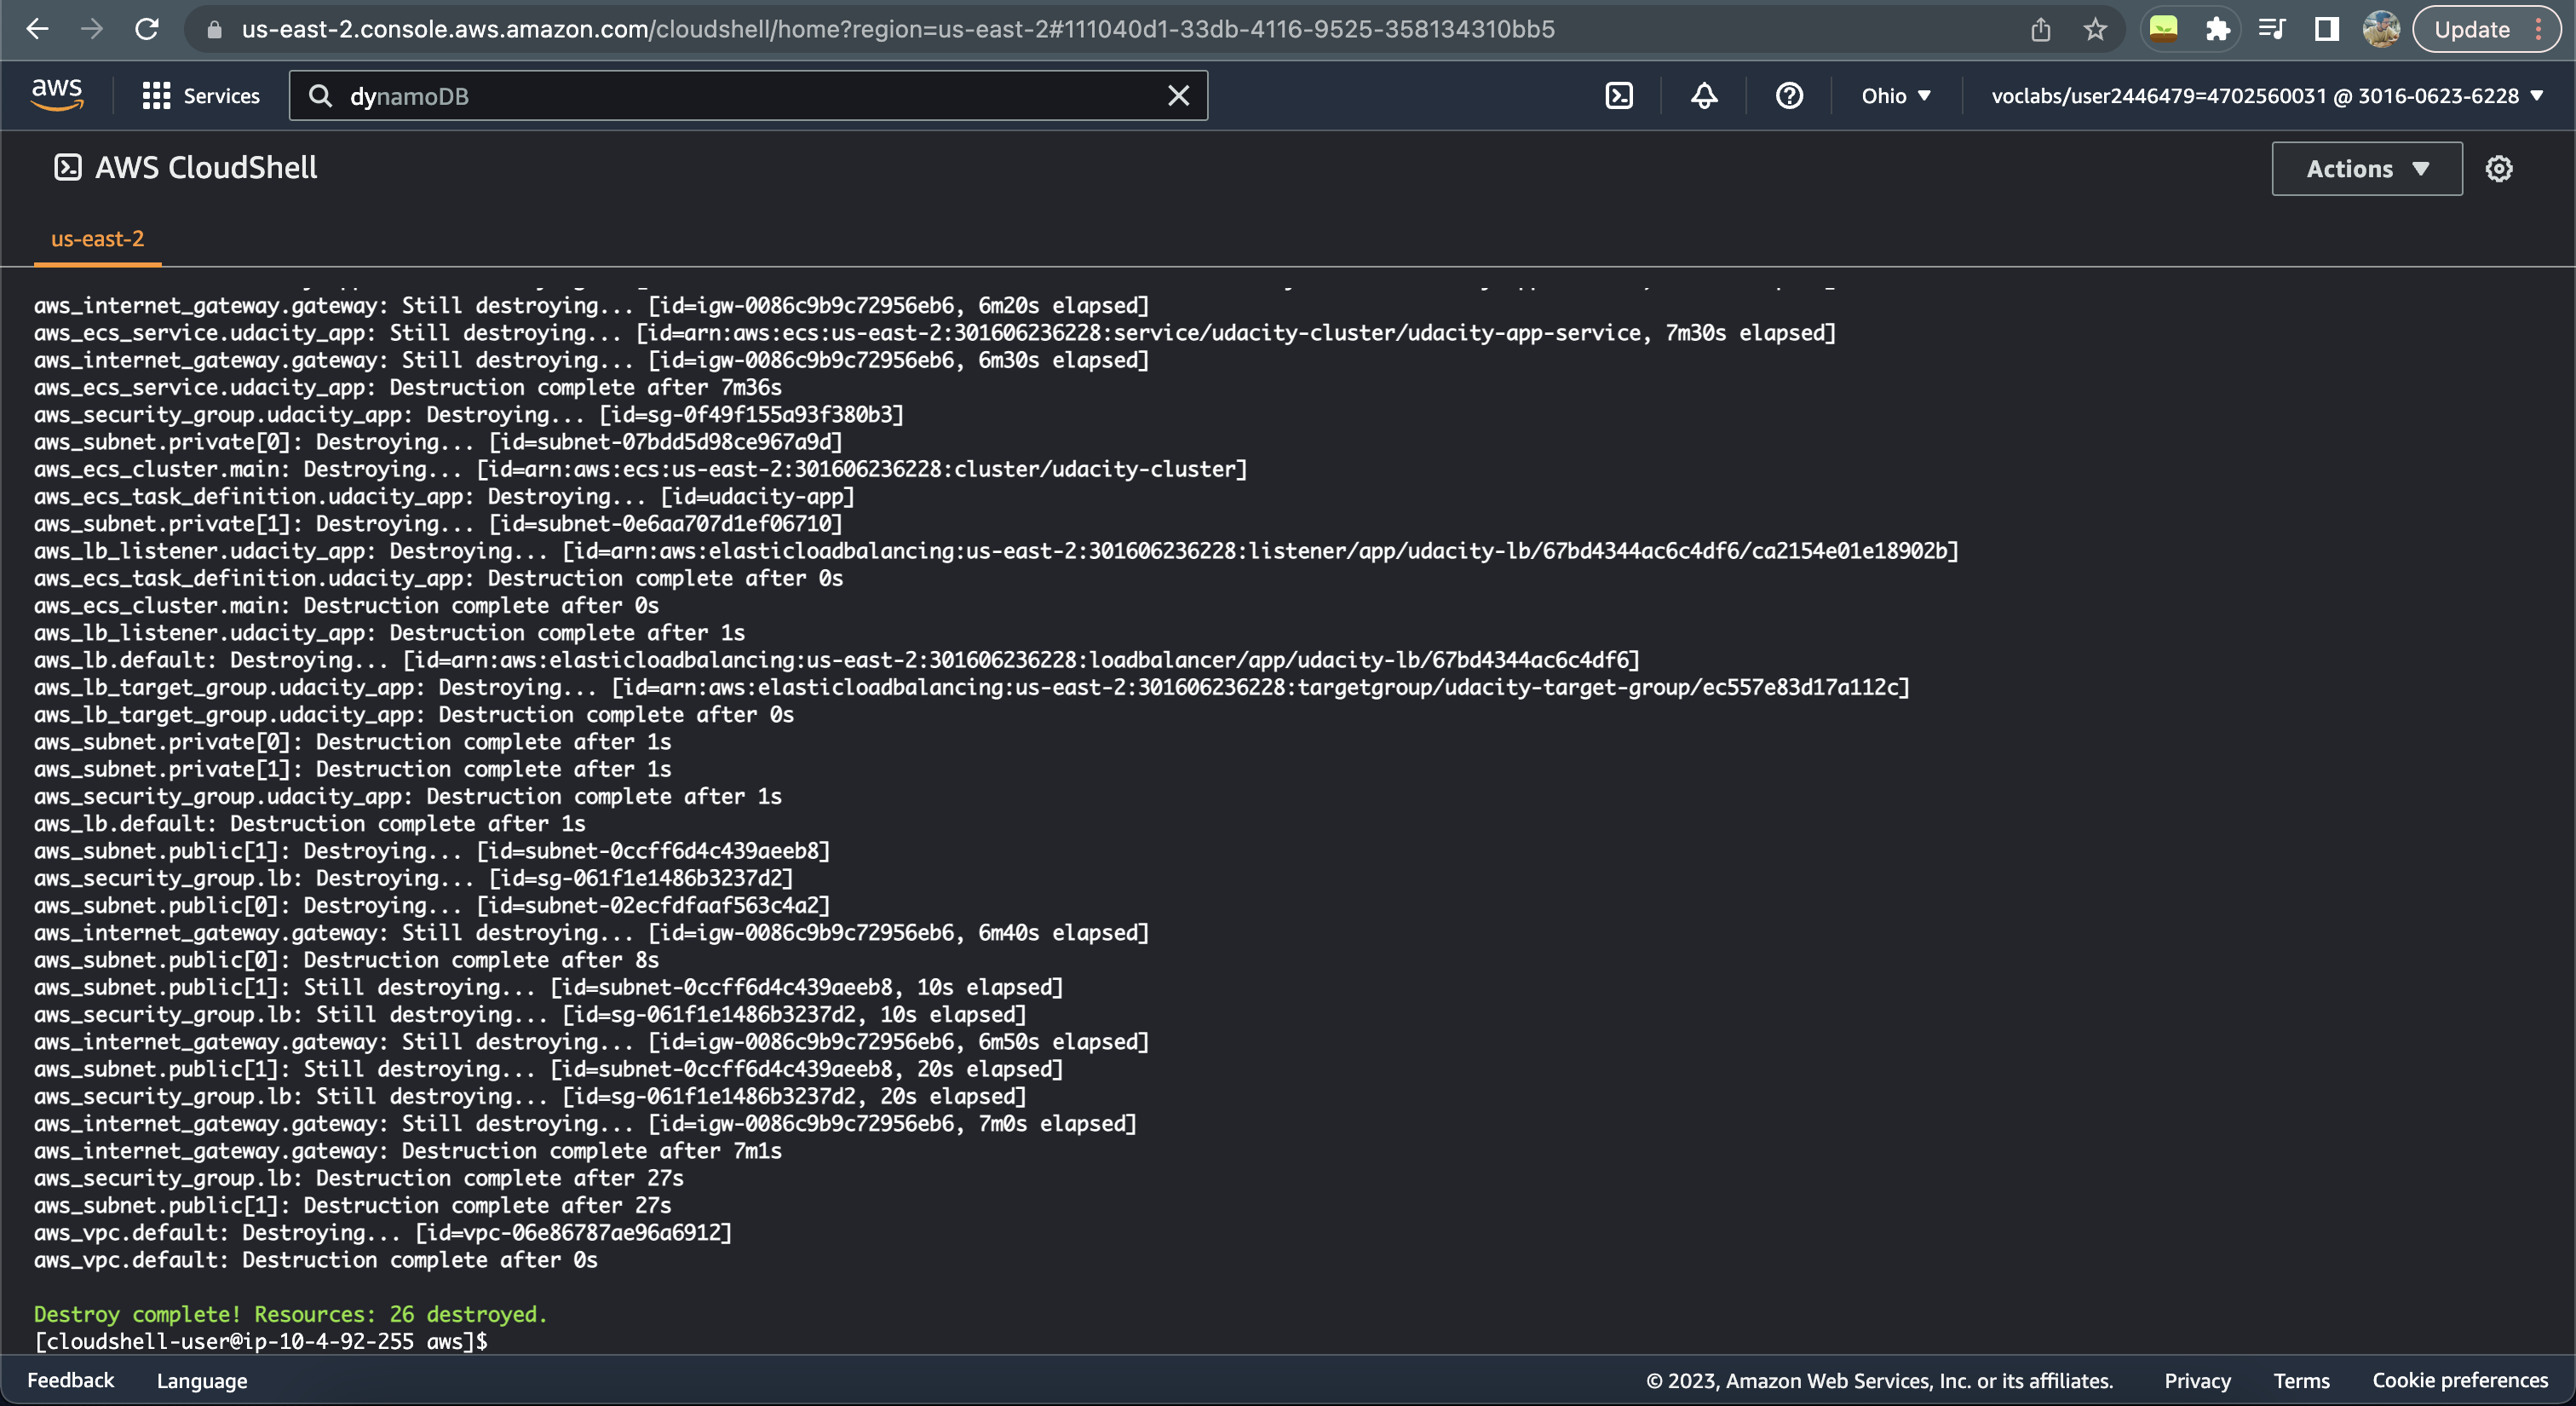 us-east-2.console.aws.amazon.com/cloudshell/home?region=us-east-2#111040d1-33db-4116-9525-358134310bb5
Update
aws
Services
dynamoDB
Ohio
voclabs/user2446479=4702560031 @ 3016-0623-6228
AWS CloudShell
Actions
us-east-2
aws_internet_gateway.gateway: Still destroying... [id=igw-0086c9b9c72956eb6, 6m20s elapsed]
aws_ecs_service.udacity_app: Still destroying... [id=arn:aws:ecs:us-east-2:301606236228:service/udacity-cluster/udacity-app-service, 7m30s elapsed]
aws_internet_gateway.gateway: Still destroying... [id=igw-0086c9b9c72956eb6, 6m30s elapsed]
aws_ecs_service.udacity_app: Destruction complete after 7m36s
aws_security_group.udacity_app: Destroying... [id=sg-0f49f155a93f380b3]
aws_subnet.private[0]: Destroying... [id=subnet-07bdd5d98ce967a9d]
aws_ecs_cluster.main: Destroying... [id=arn:aws:ecs:us-east-2:301606236228:cluster/udacity-cluster]
aws_ecs_task_definition.udacity_app: Destroying... [id=udacity-app]
aws_subnet.private[1]: Destroying... [id=subnet-0e6aa707d1ef06710]
aws_lb_listener.udacity_app: Destroying... [id=arn:aws:elasticloadbalancing:us-east-2:301606236228:listener/app/udacity-lb/67bd4344ac6c4df6/ca2154e01e18902b]
aws_ecs_task_definition.udacity_app: Destruction complete after 0s
aws_ecs_cluster.main: Destruction complete after 0s
aws_lb_listener.udacity_app: Destruction complete after 1s
aws_lb.default: Destroying... [id=arn:aws:elasticloadbalancing:us-east-2:301606236228:loadbalancer/app/udacity-lb/67bd4344ac6c4df6]
aws_lb_target_group.udacity_app: Destroying... [id=arn:aws:elasticloadbalancing:us-east-2:301606236228:targetgroup/udacity-target-group/ec557e83d17a112c]
aws_lb_target_group.udacity_app: Destruction complete after 0s
aws_subnet.private[0]: Destruction complete after 1s
aws_subnet.private[1]: Destruction complete after 1s
aws_security_group.udacity_app: Destruction complete after 1s
aws_lb.default: Destruction complete after 1s
aws_subnet.public[1]: Destroying... [id=subnet-0ccff6d4c439aeeb8]
aws_security_group.lb: Destroying... [id=sg-061f1e1486b3237d2]
aws_subnet.public[0]: Destroying... [id=subnet-02ecfdfaaf563c4a2]
aws_internet_gateway.gateway: Still destroying... [id=igw-0086c9b9c72956eb6, 6m40s elapsed]
aws_subnet.public[0]: Destruction complete after 8s
aws_subnet.public[1]: Still destroying... [id=subnet-0ccff6d4c439aeeb8, 10s elapsed]
aws_security_group.lb: Still destroying... [id=sg-061f1e1486b3237d2, 10s elapsed]
aws_internet_gateway.gateway: Still destroying... [id=igw-0086c9b9c72956eb6, 6m50s elapsed]
aws_subnet.public[1]: Still destroying... [id=subnet-0ccff6d4c439aeeb8, 20s elapsed]
aws_security_group.lb: Still destroying... [id=sg-061f1e1486b3237d2, 20s elapsed]
aws_internet_gateway.gateway: Still destroying... [id=igw-0086c9b9c72956eb6, 7m0s elapsed]
aws_internet_gateway.gateway: Destruction complete after 7m1s
aws_security_group.lb: Destruction complete after 27s
aws_subnet.public[1]: Destruction complete after 27s
aws_vpc.default: Destroying... [id=vpc-06e86787ae96a6912]
aws_vpc.default: Destruction complete after 0s
Destroy complete! Resources: 26 destroyed.
[cloudshell-user@ip-10-4-92-255 aws]$
Feedback
Language
© 2023, Amazon Web Services, Inc. or its affiliates.
Privacy
Terms
Cookie preferences